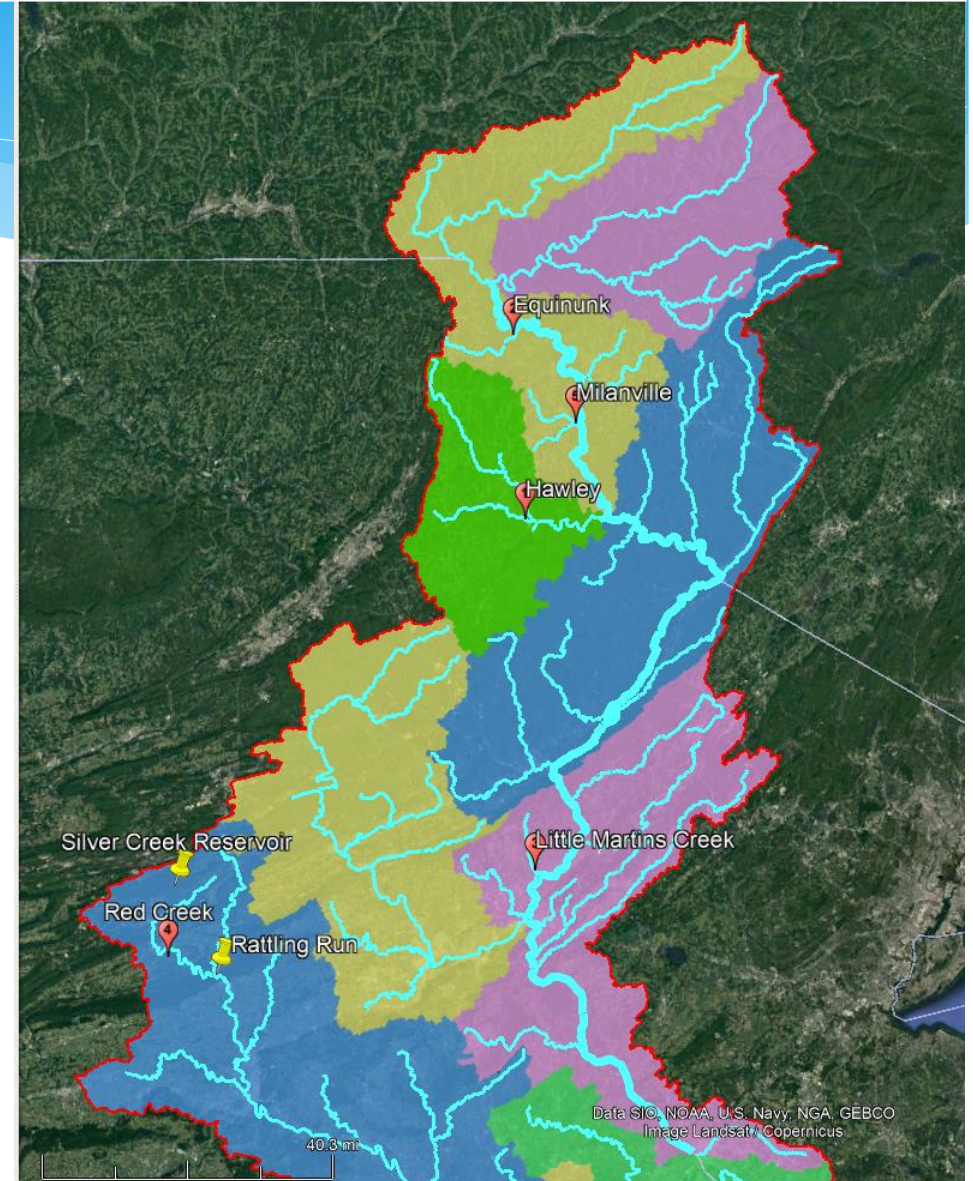 Equinunk
Milanville
Hawley
Little Martins Creek
Silver Creek Reservoir
Red Creek
4
Rattling Run
Data SIO, NOAA, U.S. Navy, NGA, GEBCO
Image Landsat / Copernicus
40.3 mi